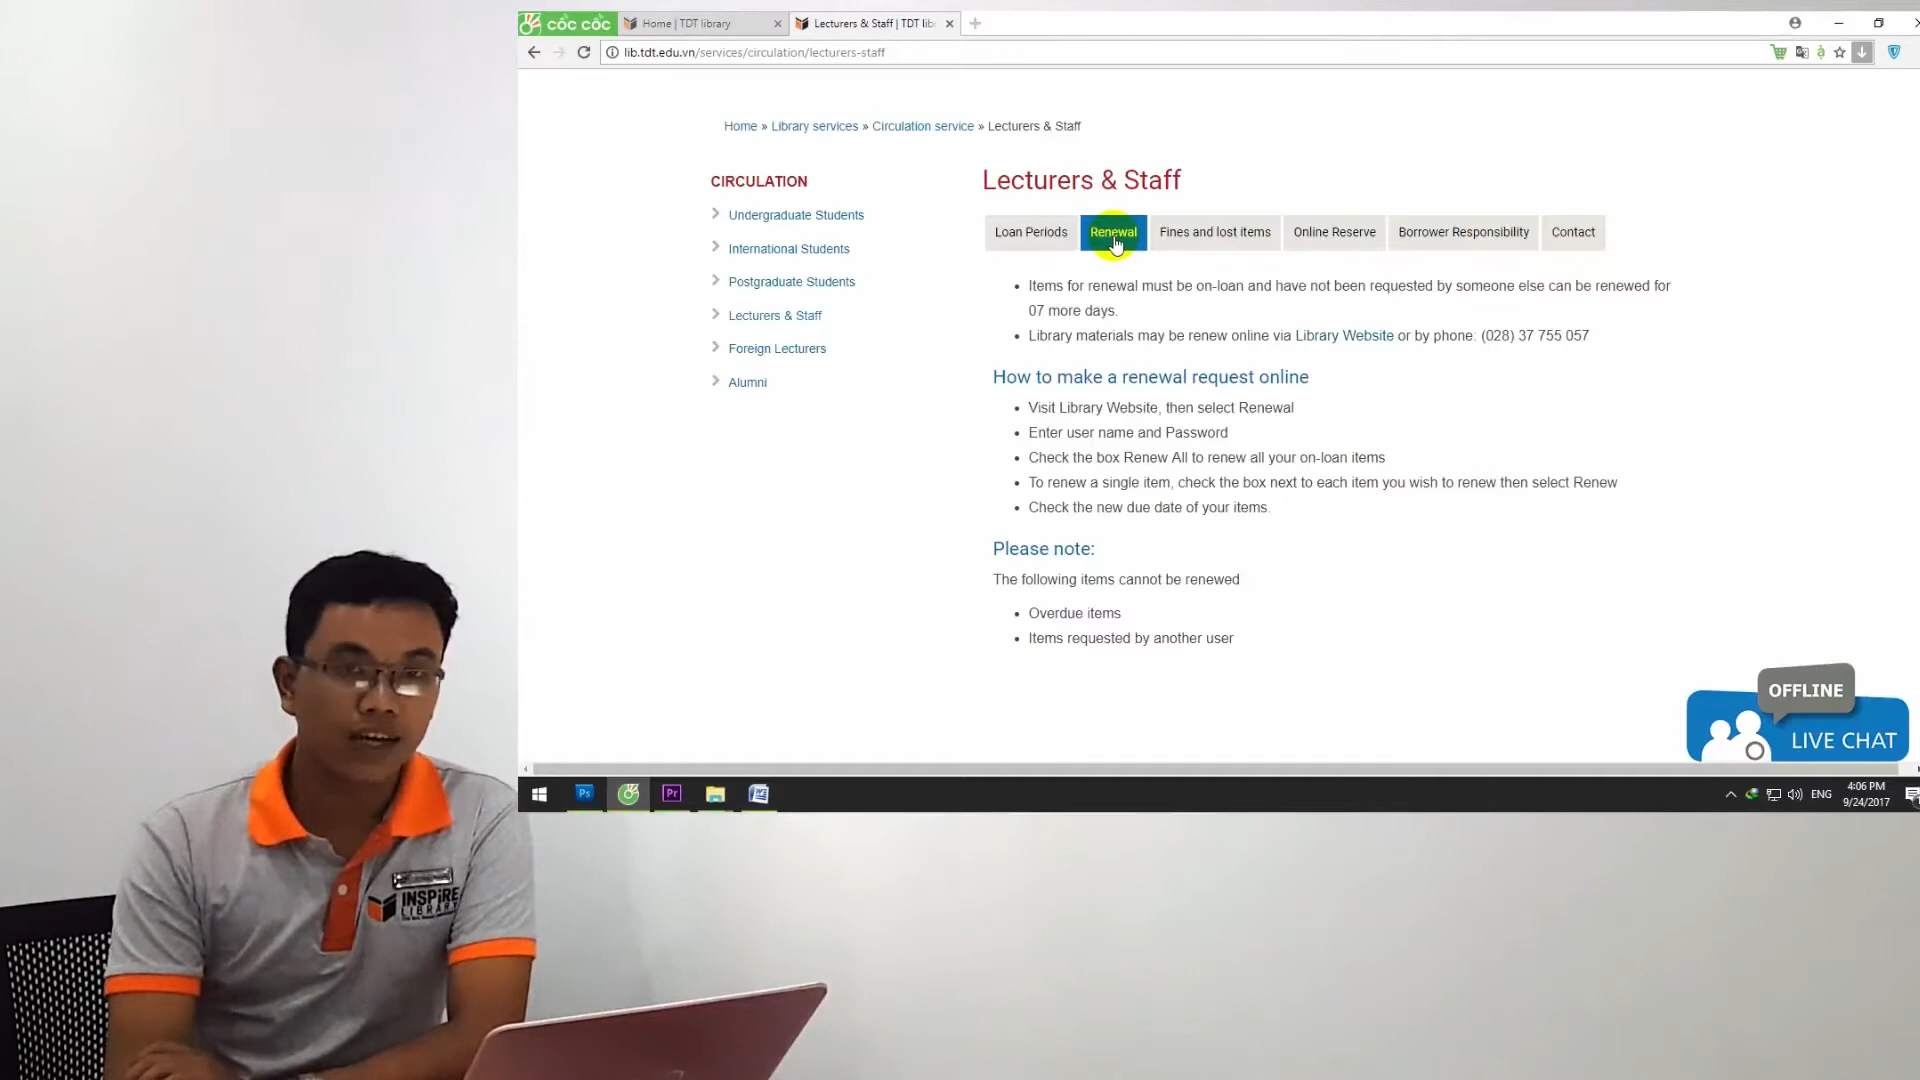 CỐC CỐC
Home | TDT library
Lecturers & Staff | TDT lib
lib.tdt.edu.vn/services/circulation/lecturers-staff
Home » Library services » Circulation service » Lecturers & Staff
CIRCULATION
Undergraduate Students
International Students
Postgraduate Students
Lecturers & Staff
Foreign Lecturers
Alumni
Lecturers & Staff
Loan Periods
Renewal
Fines and lost items
Online Reserve
Borrower Responsibility
Contact
• Items for renewal must be on-loan and have not been requested by someone else can be renewed for
07 more days.
• Library materials may be renew online via Library Website or by phone: (028) 37 755 057
How to make a renewal request online
• Visit Library Website, then select Renewal
• Enter user name and Password
• Check the box Renew All to renew all your on-loan items
• To renew a single item, check the box next to each item you wish to renew then select Renew
• Check the new due date of your items.
Please note:
The following items cannot be renewed
• Overdue items
• Items requested by another user
OFFLINE
LIVE CHAT
Ps
Pr
ENG
4:06 PM
9/24/2017
INSPiRE
LIBRARY